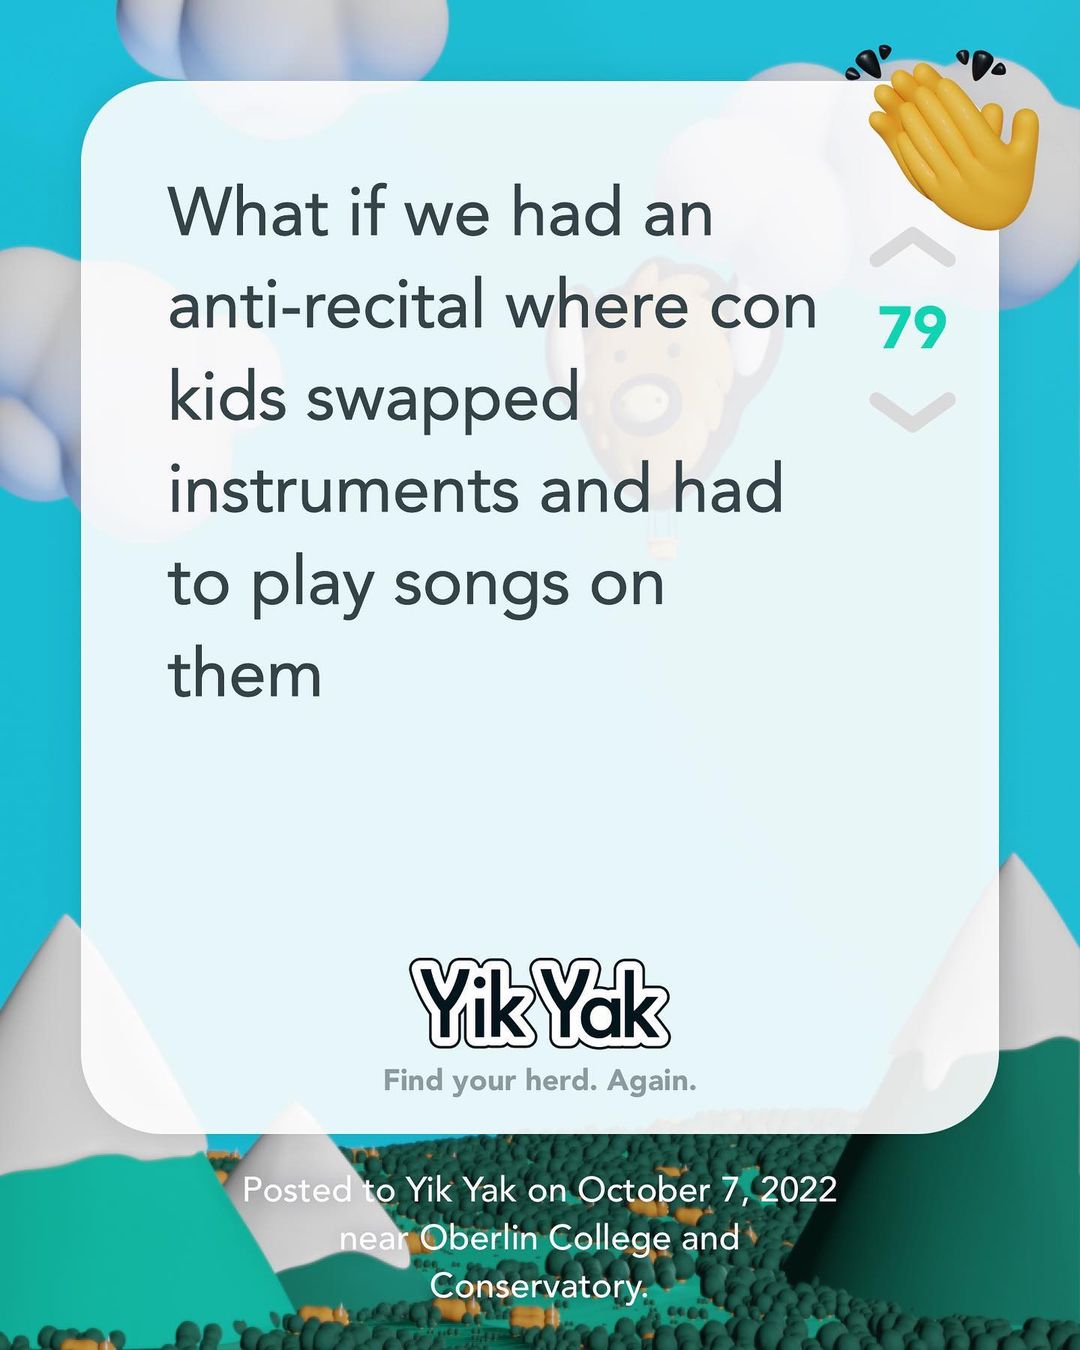 What if we had an
anti-recital where con
kids swapped
instruments and had
to play songs on
them
79
Yik Yak
Find your herd. Again.
Posted to Yik Yak on October 7, 2022
near Oberlin College and
Conservatory.